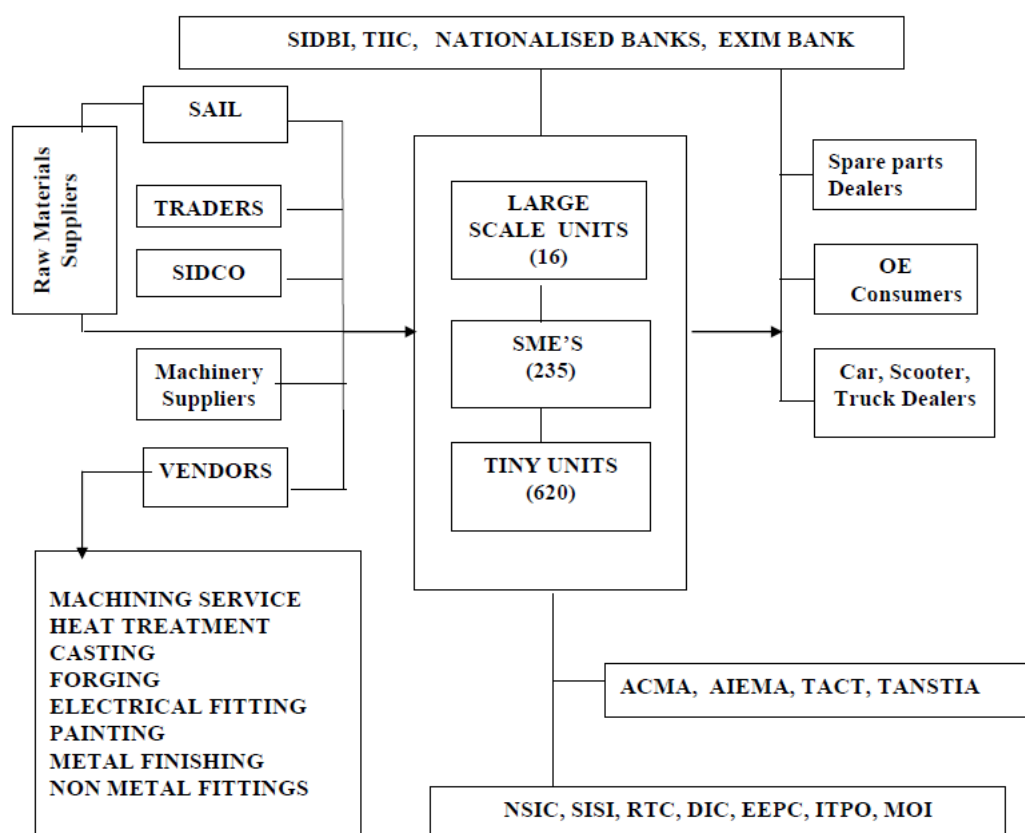 SIDBI, TIIC, NATIONALISED BANKS, EXIM BANK
SAIL
Raw Materials
Suppliers
TRADERS
SIDCO
Machinery
Suppliers
VENDORS
MACHINING SERVICE
HEAT TREATMENT
CASTING
FORGING
ELECTRICAL FITTING
PAINTING
METAL FINISHING
NON METAL FITTINGS
LARGE
SCALE UNITS
(16)
SME’S
(235)
TINY UNITS
(620)
Spare parts
Dealers
OE
Consumers
Car, Scooter,
Truck Dealers
ACMA, AIEMA, TACT, TANSTIA
NSIC, SISI, RTC, DIC, EEPC, ITPO, MOI